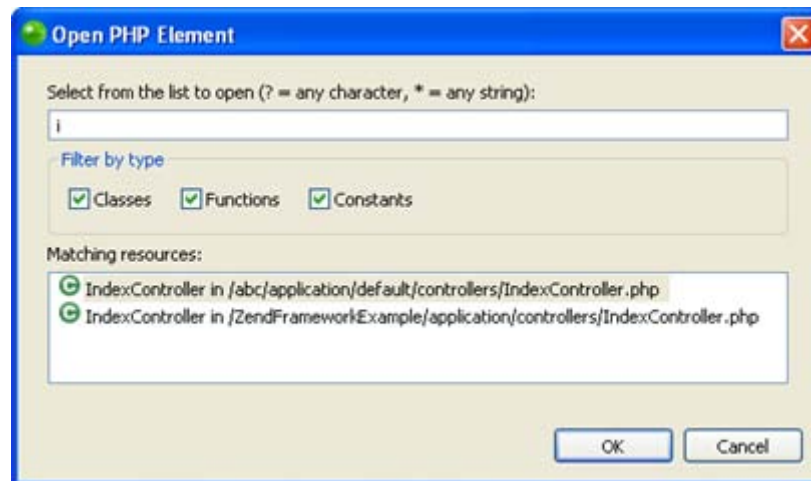 Open PHP Element
Select from the list to open (? = any character, * = any string):
i
Filter by type
Classes Functions Constants
Matching resources:
IndexController in /abc/application/default/controllers/IndexController.php
IndexController in /ZendFrameworkExample/application/controllers/IndexController.php
OK Cancel